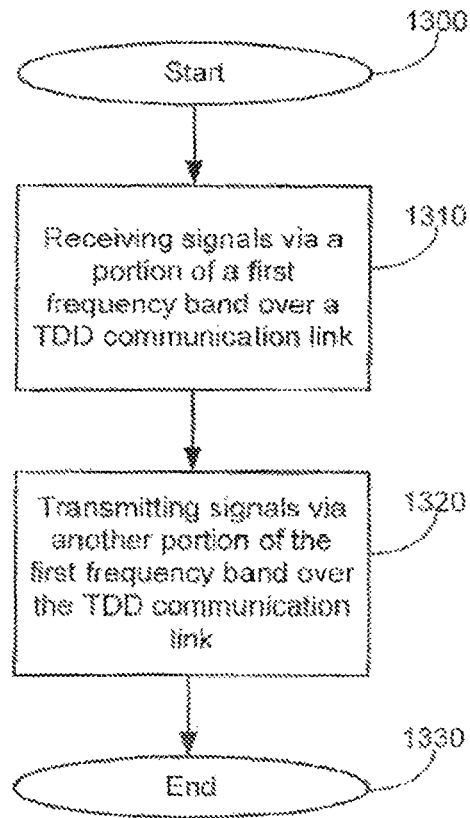 1300
Start
1310
Receiving signals via a
portion of a first
frequency band over a
TDD communication link
1320
Transmitting signals via
another portion of the
first frequency band over
the TDD communication
link
1330
End